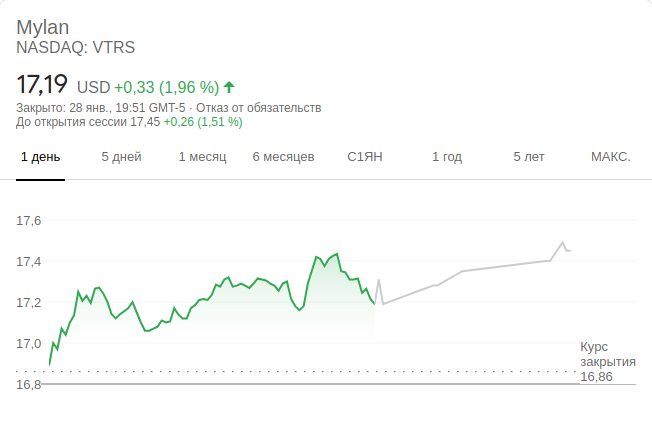 Mylan
NASDAQ: VTRS
17,19 USD +0,33 (1,96 %)
Закрыто: 28 янв., 19:51 GMT-5 · Отказ от обязательств
До открытия сессии 17,45 +0,26 (1,51 %)
1 день 5 дней 1 месяц 6 месяцев С1ЯН 1 год 5 лет МАКС.
17,6
17,4
17,2
17,0
16,8
Курс
закрытия
16,86